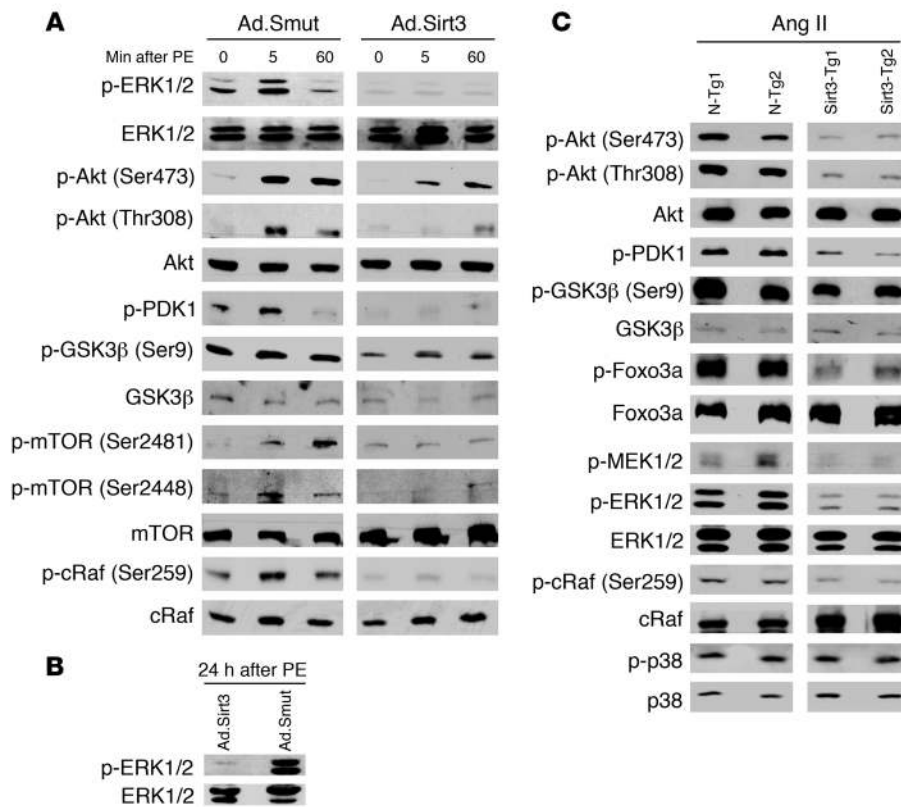 A
Ad.Smut Ad.Sirt3
Min after PE 0 5 60 0 5 60
p-ERK1/2
ERK1/2
p-Akt (Ser473)
p-Akt (Thr308)
Akt
p-PDK1
p-GSK3β (Ser9)
GSK3β
p-mTOR (Ser2481)
p-mTOR (Ser2448)
mTOR
p-cRaf (Ser259)
cRaf
B
24 h after PE
Ad.Sirt3 Ad.Smut
p-ERK1/2
ERK1/2
C
Ang II
N-Tg1 N-Tg2 Sirt3-Tg1 Sirt3-Tg2
p-Akt (Ser473)
p-Akt (Thr308)
Akt
p-PDK1
p-GSK3β (Ser9)
GSK3β
p-Foxo3a
Foxo3a
p-MEK1/2
p-ERK1/2
ERK1/2
p-cRaf (Ser259)
cRaf
p-p38
p38